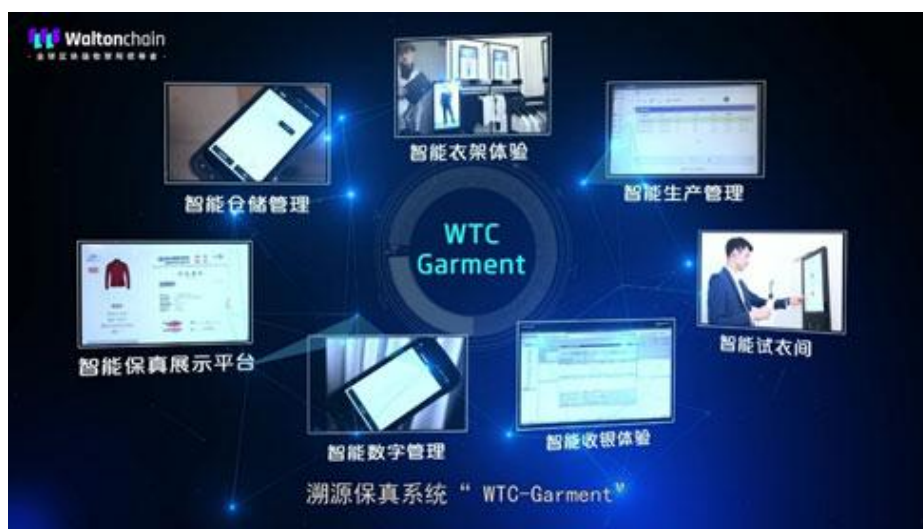 Waltonchain
智能衣架体验
智能仓储管理
智能生产管理
WTC
Garment
智能保真展示平台
智能试衣间
智能数字管理
智能收银体验
溯源保真系统“ WTC-Garment”